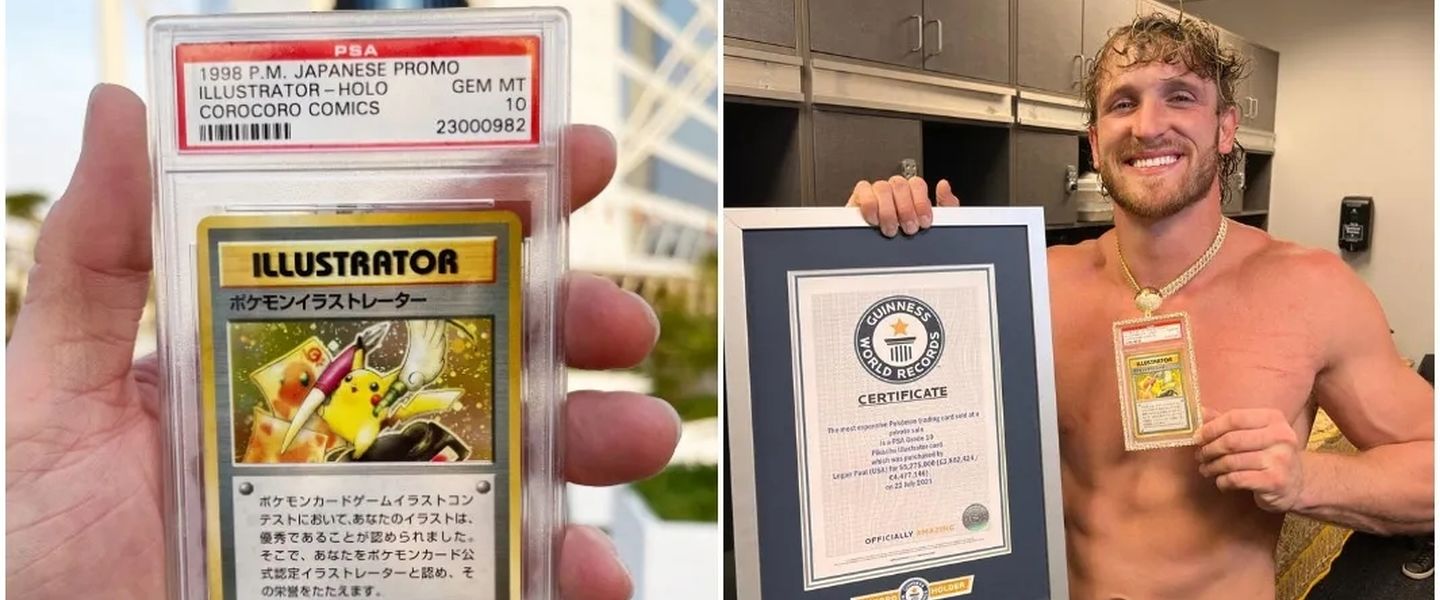 PSA
1998 P.M. JAPANESE PROMO
ILLUSTRATOR-HOLO GEM MT
COROCORO COMICS 10
23000982
ILLUSTRATOR
ポケモンイラストレーター
ポケモンカードゲームイラストコン
テストにおいて、あなたのイラストは、
優秀であることが認められました。
そこで、あなたをポケモンカード公
式認定イラストレーターと認め、そ
の栄誉をたたえます。
GUINNESS
WORLD RECORDS
CERTIFICATE
The most expensive Pokémon trading card sold at a
private sale
is a PSA Grade 10
Pikachu Illustrator card
which was purchased by
Logan Paul (USA) for $5,275,000
on 22 July 2021
OFFICIALLY AMAZING
HOLDER
ILLUSTRATOR